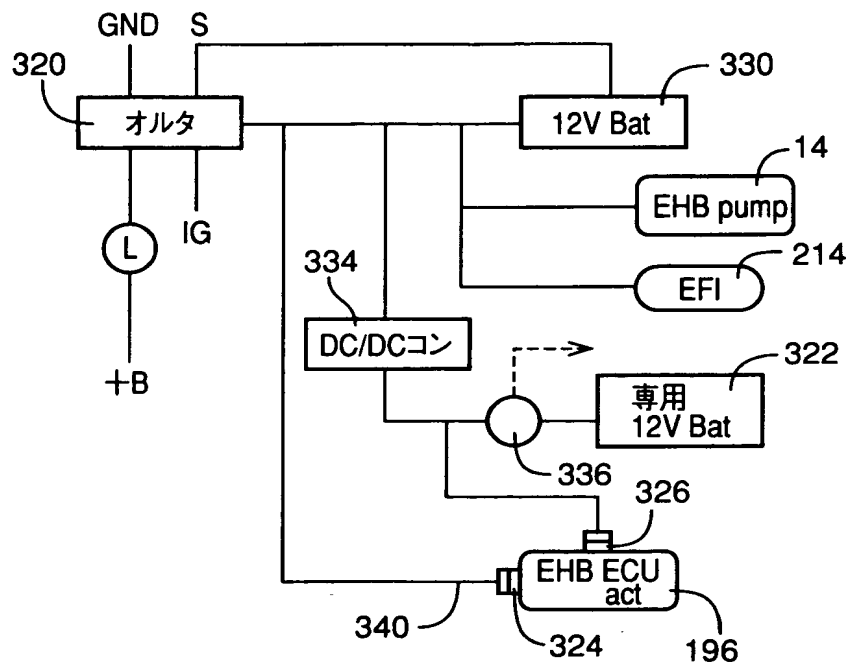 GND S
320
オルタ
330
12V Bat
14
EHB pump
L
IG
214
EFI
334
DC/DCコン
+B
322
専用
12V Bat
336
326
EHB ECU
act
340
324
196